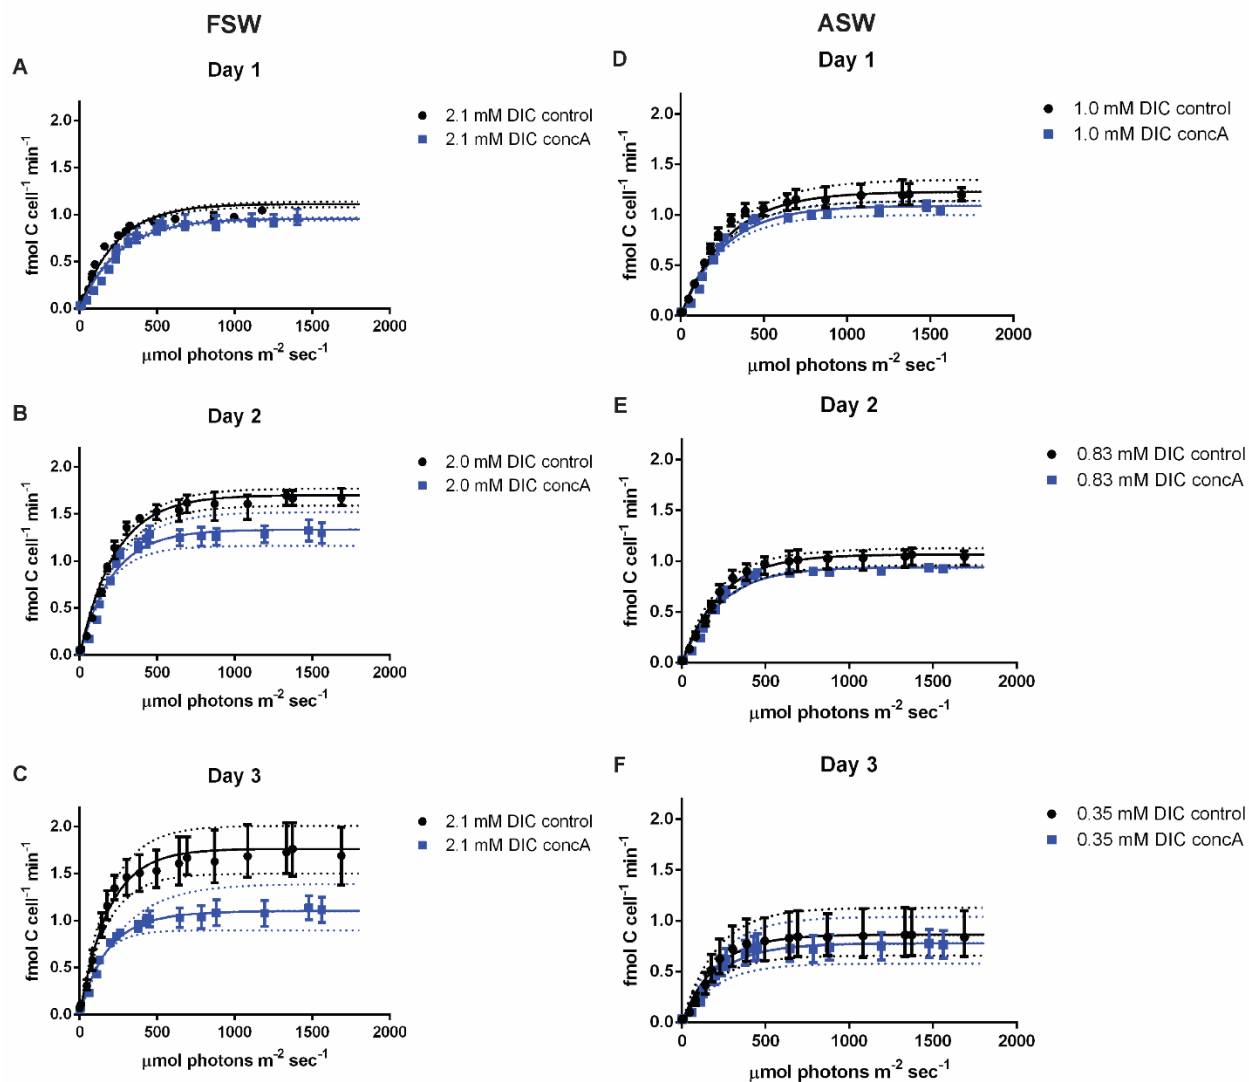 FSW
ASW
A
Day 1
2.1 mM DIC control
2.1 mM DIC concA
fmol C cell⁻¹ min⁻¹
2.0
1.5
1.0
0.5
0.0
0 500 1000 1500 2000
μmol photons m⁻² sec⁻¹
B
Day 2
2.0 mM DIC control
2.0 mM DIC concA
fmol C cell⁻¹ min⁻¹
2.0
1.5
1.0
0.5
0.0
0 500 1000 1500 2000
μmol photons m⁻² sec⁻¹
C
Day 3
2.1 mM DIC control
2.1 mM DIC concA
fmol C cell⁻¹ min⁻¹
2.0
1.5
1.0
0.5
0.0
0 500 1000 1500 2000
μmol photons m⁻² sec⁻¹
D
Day 1
1.0 mM DIC control
1.0 mM DIC concA
fmol C cell⁻¹ min⁻¹
2.0
1.5
1.0
0.5
0.0
0 500 1000 1500 2000
μmol photons m⁻² sec⁻¹
E
Day 2
0.83 mM DIC control
0.83 mM DIC concA
fmol C cell⁻¹ min⁻¹
2.0
1.5
1.0
0.5
0.0
0 500 1000 1500 2000
μmol photons m⁻² sec⁻¹
F
Day 3
0.35 mM DIC control
0.35 mM DIC concA
fmol C cell⁻¹ min⁻¹
2.0
1.5
1.0
0.5
0.0
0 500 1000 1500 2000
μmol photons m⁻² sec⁻¹